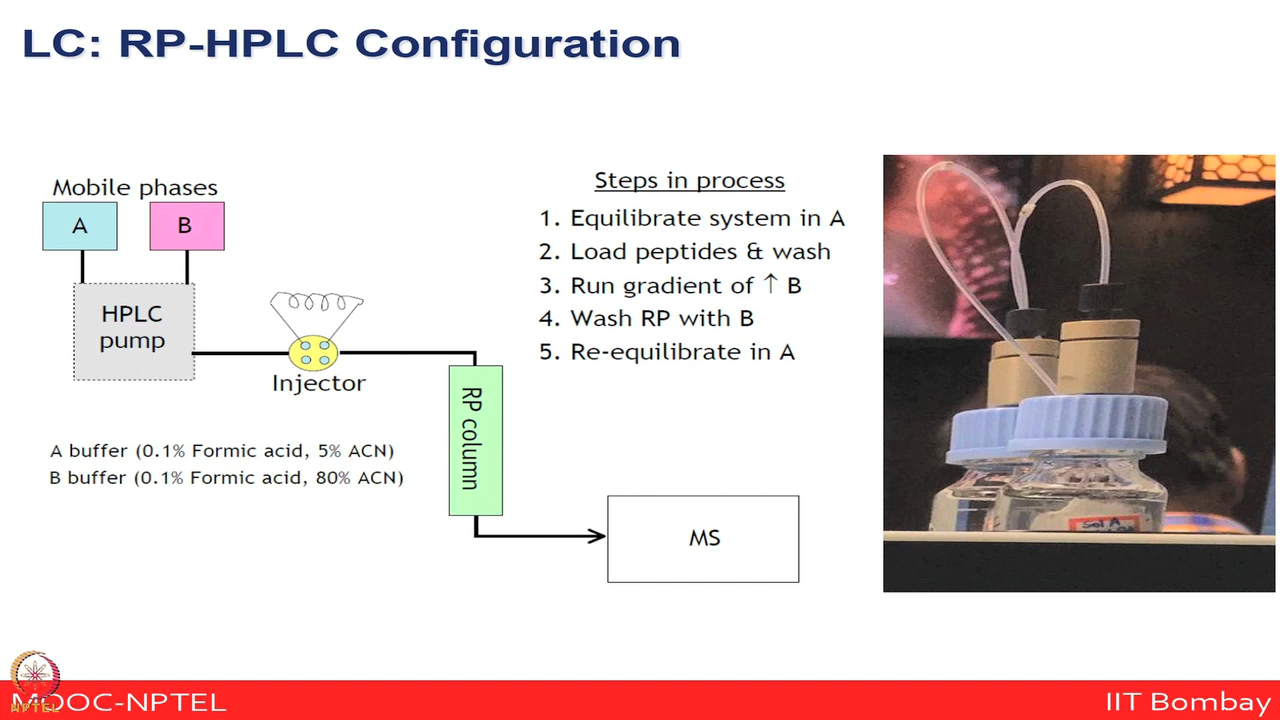 LC: RP-HPLC Configuration
Mobile phases
A
B
HPLC
pump
Injector
RP column
MS
A buffer (0.1% Formic acid, 5% ACN)
B buffer (0.1% Formic acid, 80% ACN)
Steps in process
1. Equilibrate system in A
2. Load peptides & wash
3. Run gradient of ↑ B
4. Wash RP with B
5. Re-equilibrate in A
Sol A
NPTEL
MOOC-NPTEL
IIT Bombay